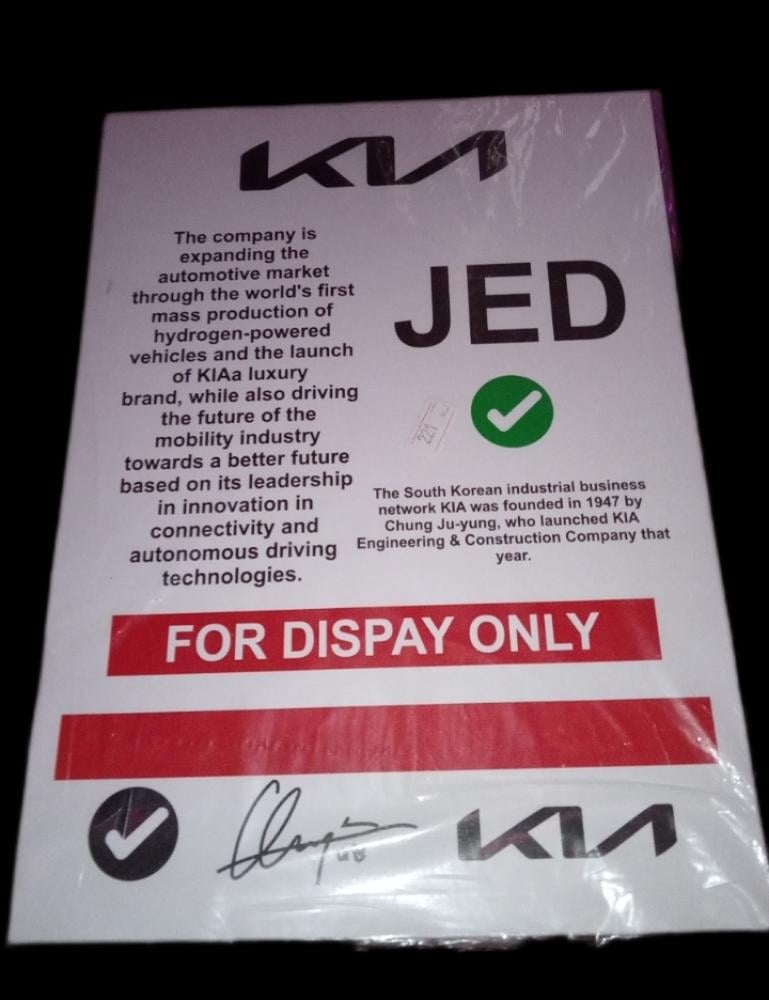 KIA
The company is
expanding the
automotive market
through the world's first
mass production of
hydrogen-powered
vehicles and the launch
of KIAa luxury
brand, while also driving
the future of the
mobility industry
towards a better future
based on its leadership
in innovation in
connectivity and
autonomous driving
technologies.
JED
221
The South Korean industrial business
network KIA was founded in 1947 by
Chung Ju-yung, who launched KIA
Engineering & Construction Company that
year.
FOR DISPAY ONLY
KIA